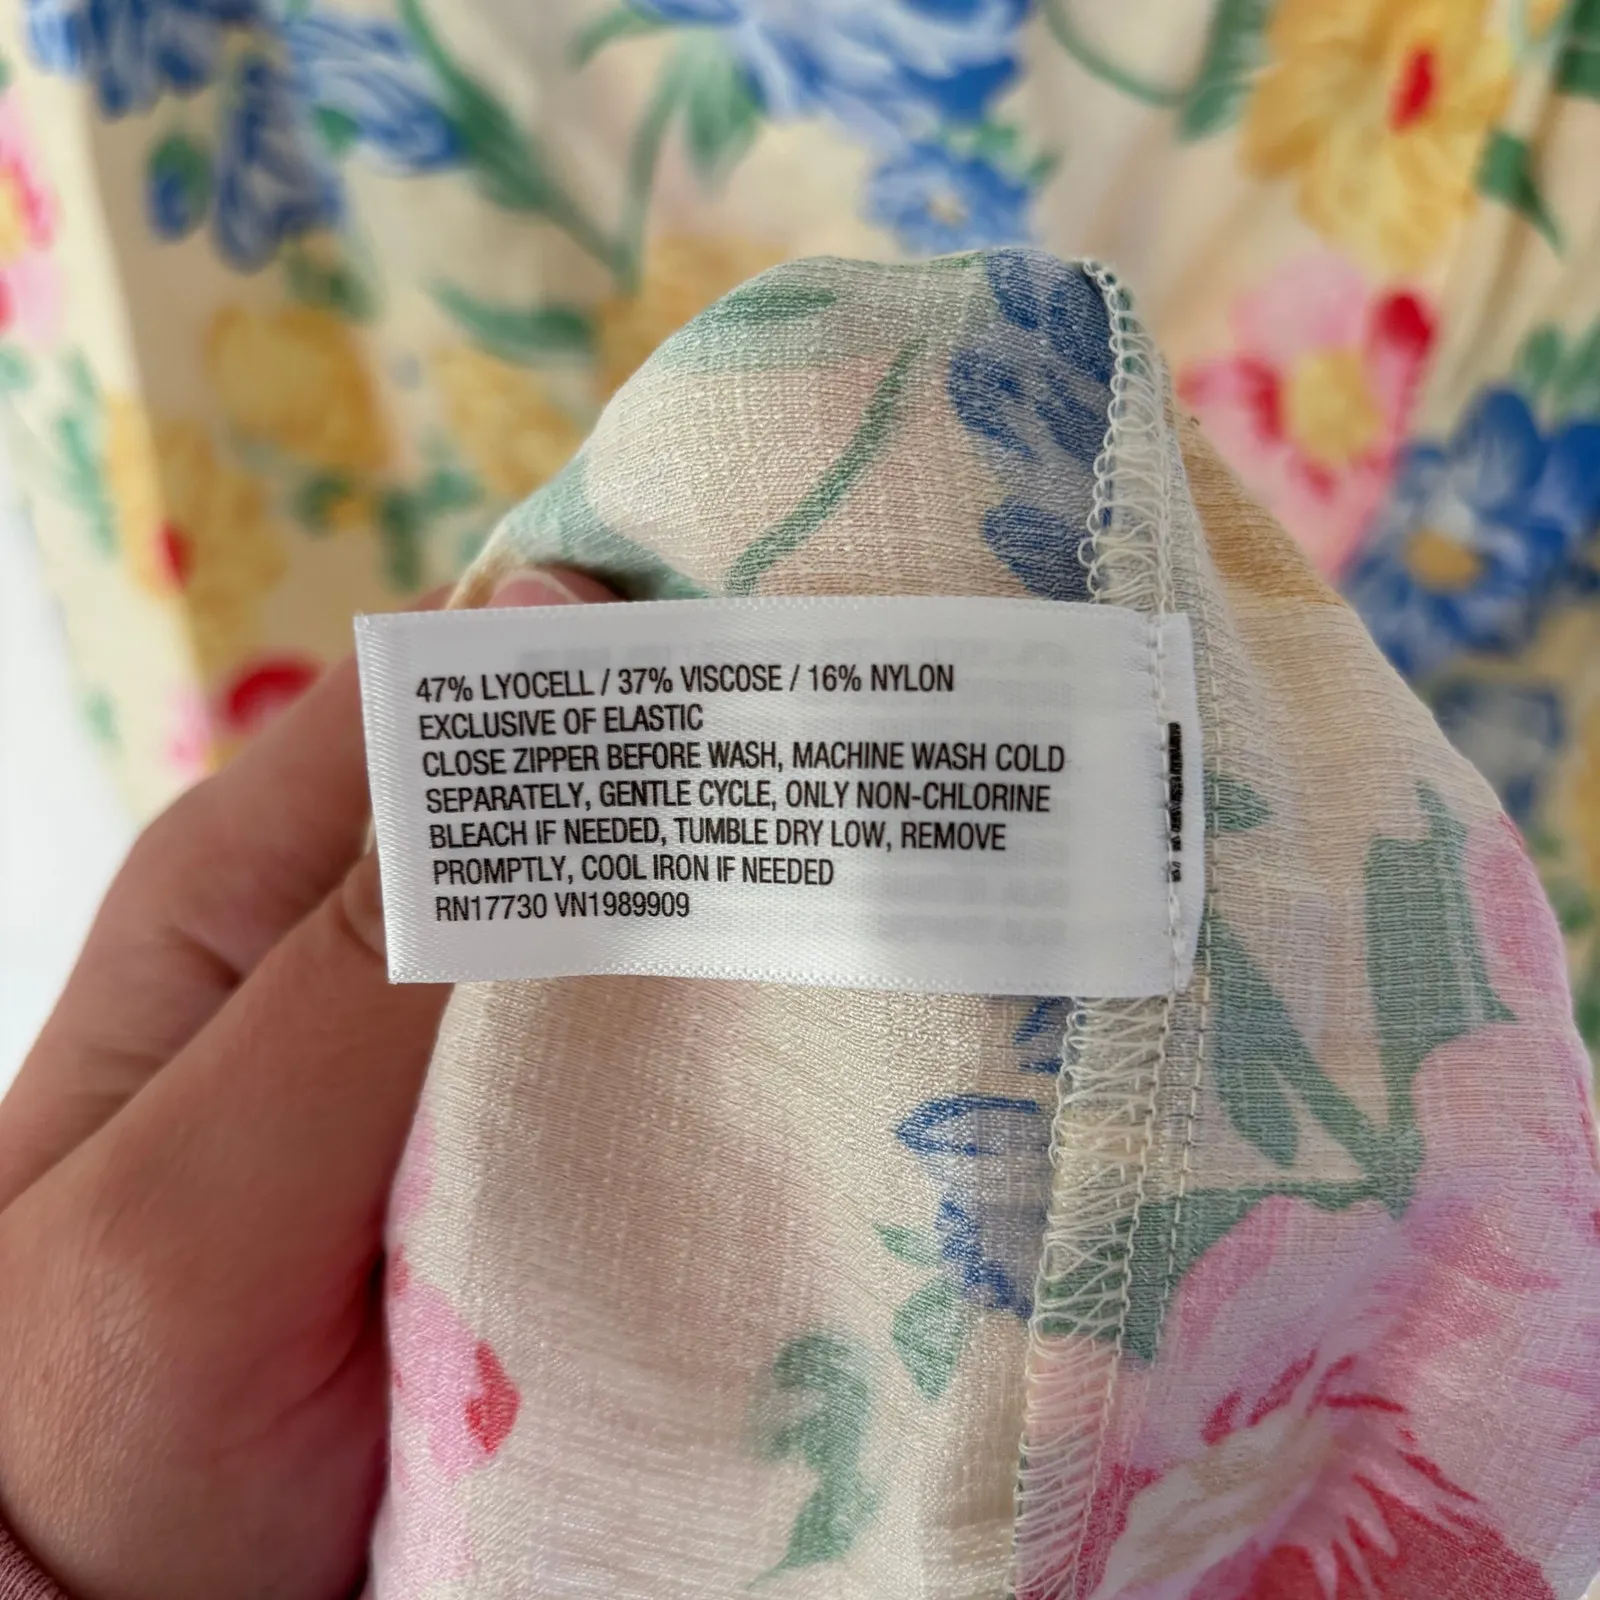 47% LYOCELL / 37% VISCOSE / 16% NYLON
EXCLUSIVE OF ELASTIC
CLOSE ZIPPER BEFORE WASH, MACHINE WASH COLD
SEPARATELY, GENTLE CYCLE, ONLY NON-CHLORINE
BLEACH IF NEEDED, TUMBLE DRY LOW, REMOVE
PROMPTLY, COOL IRON IF NEEDED
RN17730 VN1989909